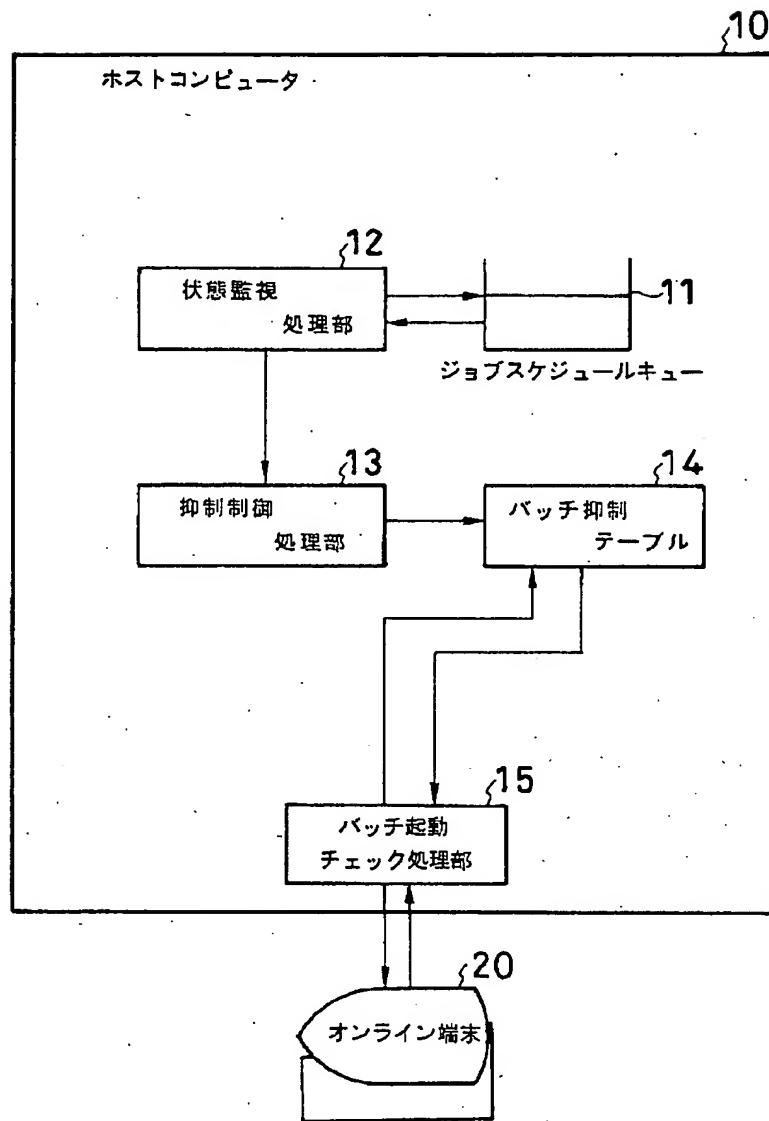 10
ホストコンピュータ
12
状態監視
処理部
11
ジョブスケジュールキュー
13
抑制制御
処理部
14
バッチ抑制
テーブル
15
バッチ起動
チェック処理部
20
オンライン端末